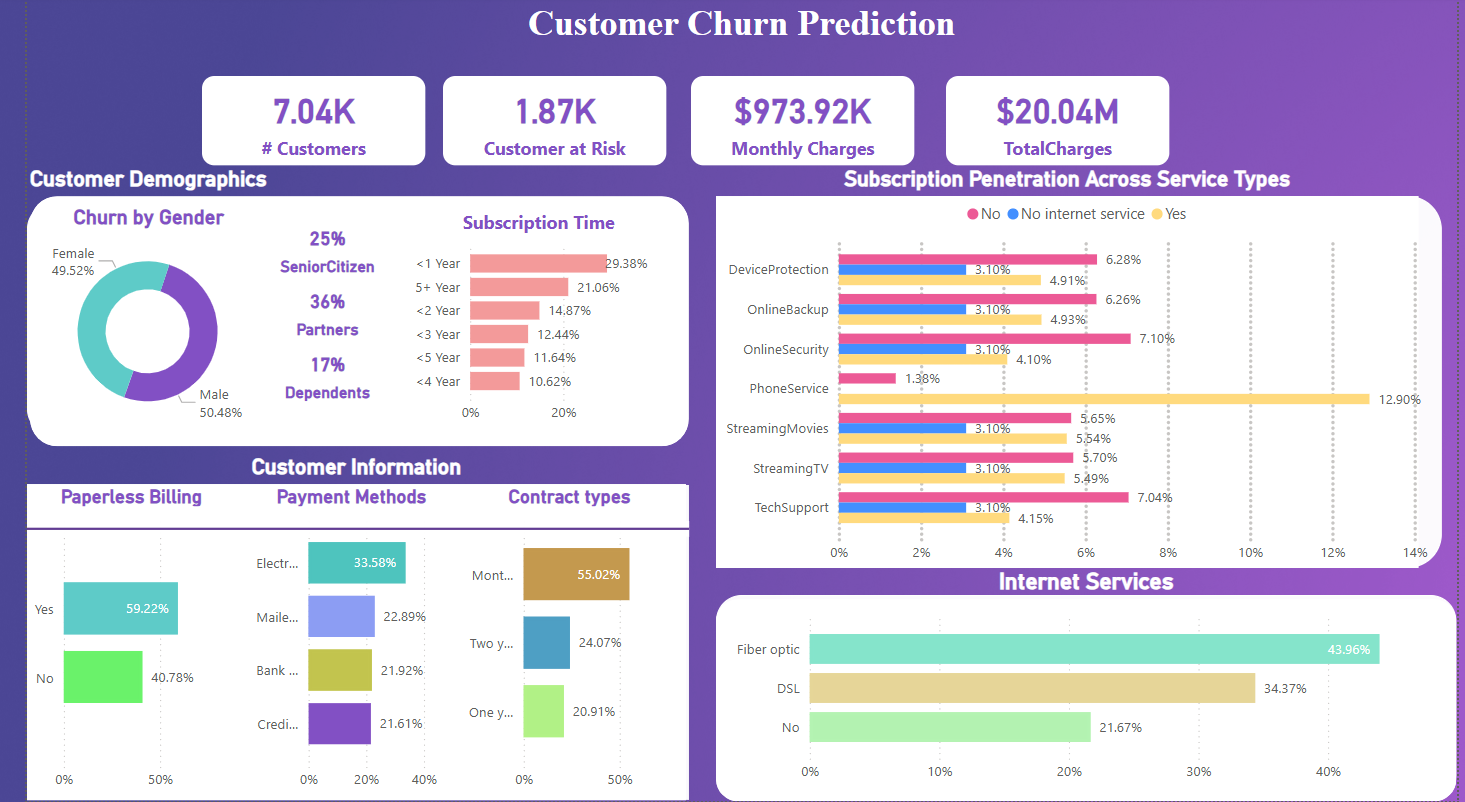 Customer Churn Prediction
7.04K
# Customers
1.87K
Customer at Risk
$973.92K
Monthly Charges
$20.04M
TotalCharges
Customer Demographics
Churn by Gender
Female
49.52%
Male
50.48%
25%
SeniorCitizen
36%
Partners
17%
Dependents
Subscription Time
<1 Year 29.38%
5+ Year 21.06%
<2 Year 14.87%
<3 Year 12.44%
<5 Year 11.64%
<4 Year 10.62%
0% 20%
Subscription Penetration Across Service Types
No No internet service Yes
DeviceProtection 6.28% 3.10% 4.91%
OnlineBackup 6.26% 3.10% 4.93%
OnlineSecurity 7.10% 3.10% 4.10%
PhoneService 1.38% 12.90%
StreamingMovies 5.65% 3.10% 5.54%
StreamingTV 5.70% 3.10% 5.49%
TechSupport 7.04% 3.10% 4.15%
0% 2% 4% 6% 8% 10% 12% 14%
Customer Information
Paperless Billing
Yes 59.22%
No 40.78%
0% 50%
Payment Methods
Electr... 33.58%
Maile... 22.89%
Bank ... 21.92%
Credi... 21.61%
0% 20% 40%
Contract types
Mont... 55.02%
Two y... 24.07%
One y... 20.91%
0% 50%
Internet Services
Fiber optic 43.96%
DSL 34.37%
No 21.67%
0% 10% 20% 30% 40%